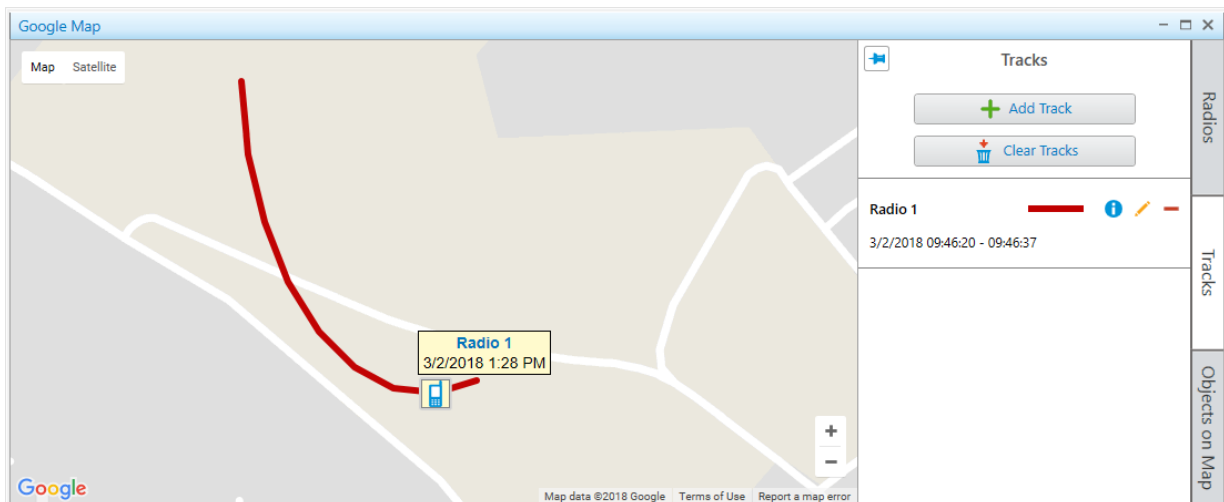 Google Map
Map Satellite
Radio 1
3/2/2018 1:28 PM
Google
Map data ©2018 Google Terms of Use Report a map error
Tracks
Add Track
Clear Tracks
Radio 1
3/2/2018 09:46:20 - 09:46:37
Radios
Tracks
Objects on Map